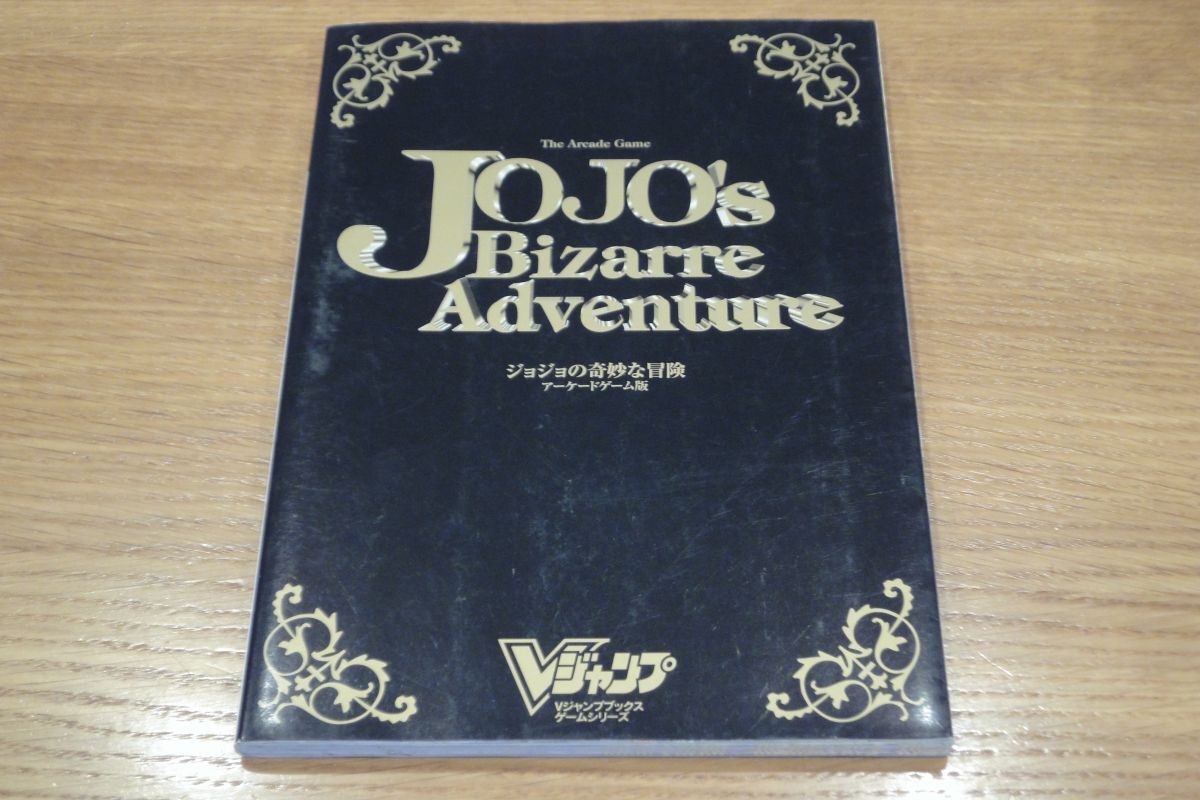 The Arcade Game
JOJO's
Bizarre
Adventure
ジョジョの奇妙な冒険
アーケードゲーム版
Vジャンプ
Vジャンプブックス
ゲームシリーズ